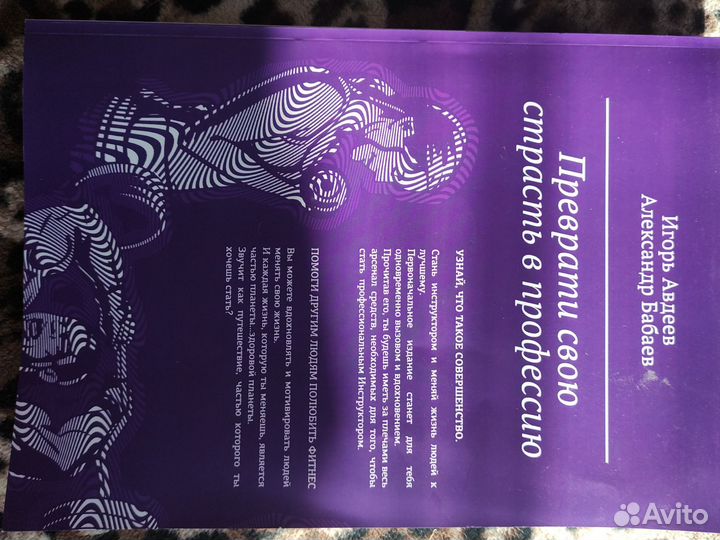 Игорь Авдеев
Александр Бабаев
Преврати свою
страсть в профессию
УЗНАЙ, ЧТО ТАКОЕ СОВЕРШЕНСТВО.
Стань инструктором и меняй жизнь людей к
лучшему.
Первоначальное издание станет для тебя
одновременно вызовом и вдохновением.
Прочитав его, ты будешь иметь за плечами весь
арсенал средств, необходимых для того, чтобы
стать профессиональным Инструктором.
ПОМОГИ ДРУГИМ ЛЮДЯМ ПОЛЮБИТЬ ФИТНЕС
Вы можете вдохновлять и мотивировать людей
менять свою жизнь.
И каждая жизнь, которую ты меняешь, является
частью планеты...здоровой планеты.
Звучит как путешествие, частью которого ты
хочешь стать?
Avito